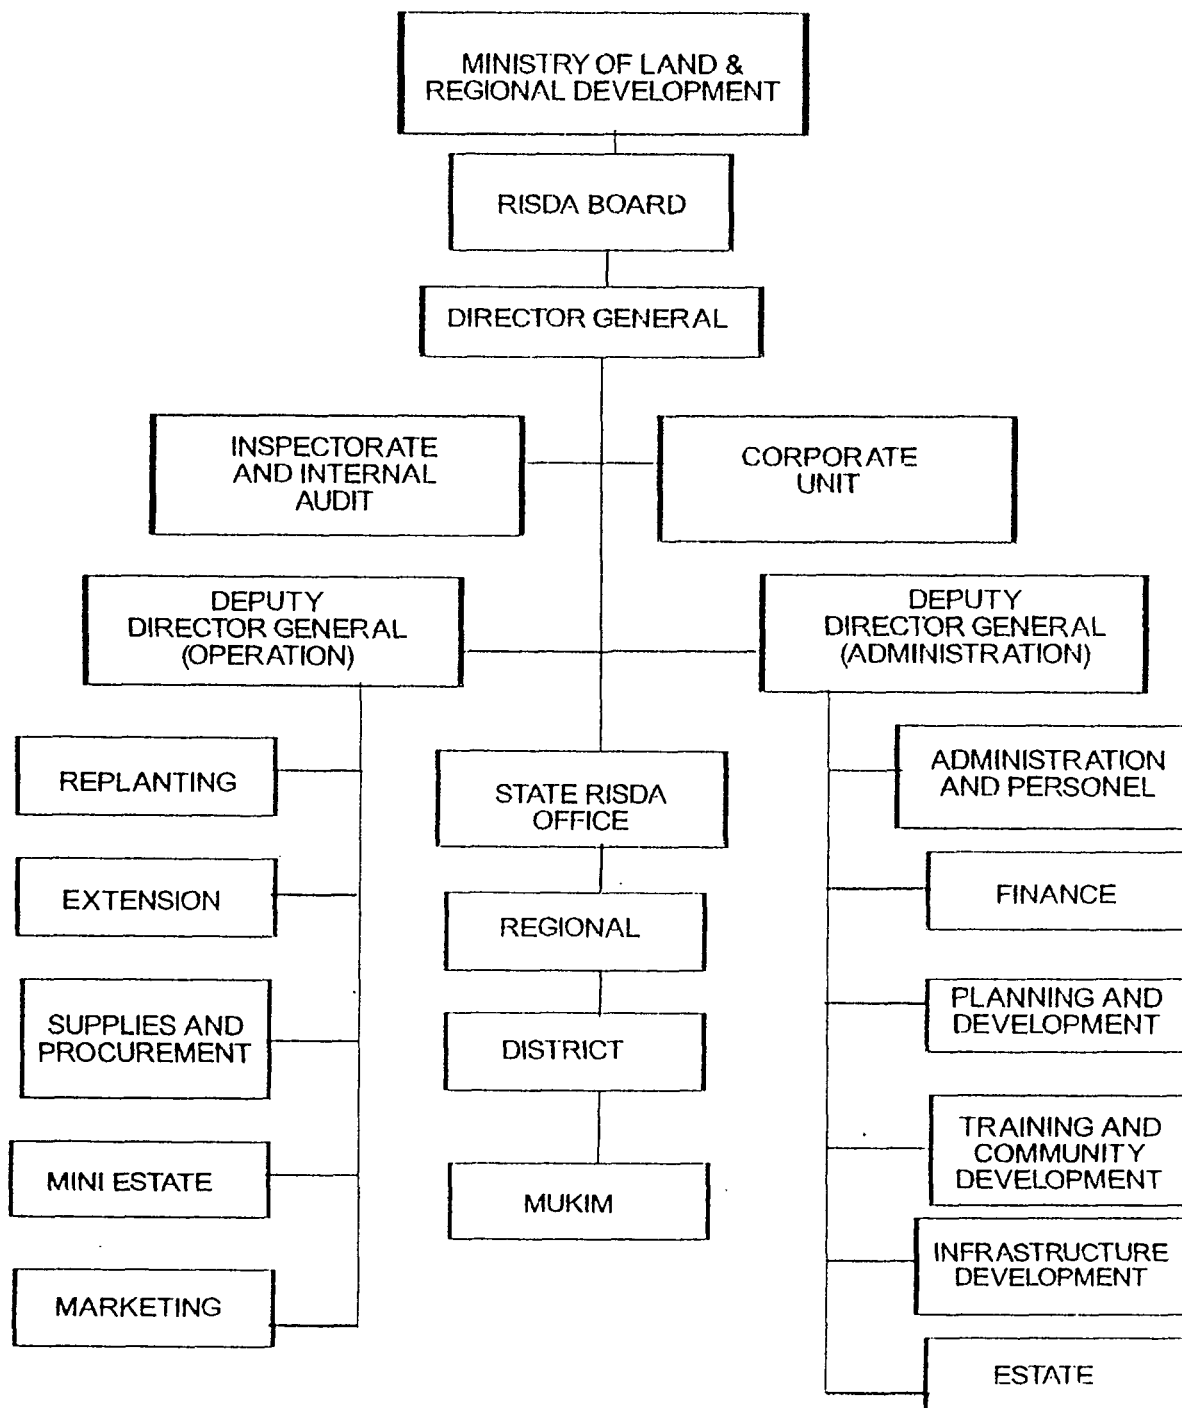 MINISTRY OF LAND &
REGIONAL DEVELOPMENT
RISDA BOARD
DIRECTOR GENERAL
INSPECTORATE
AND INTERNAL
AUDIT
CORPORATE
UNIT
DEPUTY
DIRECTOR GENERAL
(OPERATION)
DEPUTY
DIRECTOR GENERAL
(ADMINISTRATION)
REPLANTING
EXTENSION
SUPPLIES AND
PROCUREMENT
MINI ESTATE
MARKETING
STATE RISDA
OFFICE
REGIONAL
DISTRICT
MUKIM
ADMINISTRATION
AND PERSONEL
FINANCE
PLANNING AND
DEVELOPMENT
TRAINING AND
COMMUNITY
DEVELOPMENT
INFRASTRUCTURE
DEVELOPMENT
ESTATE